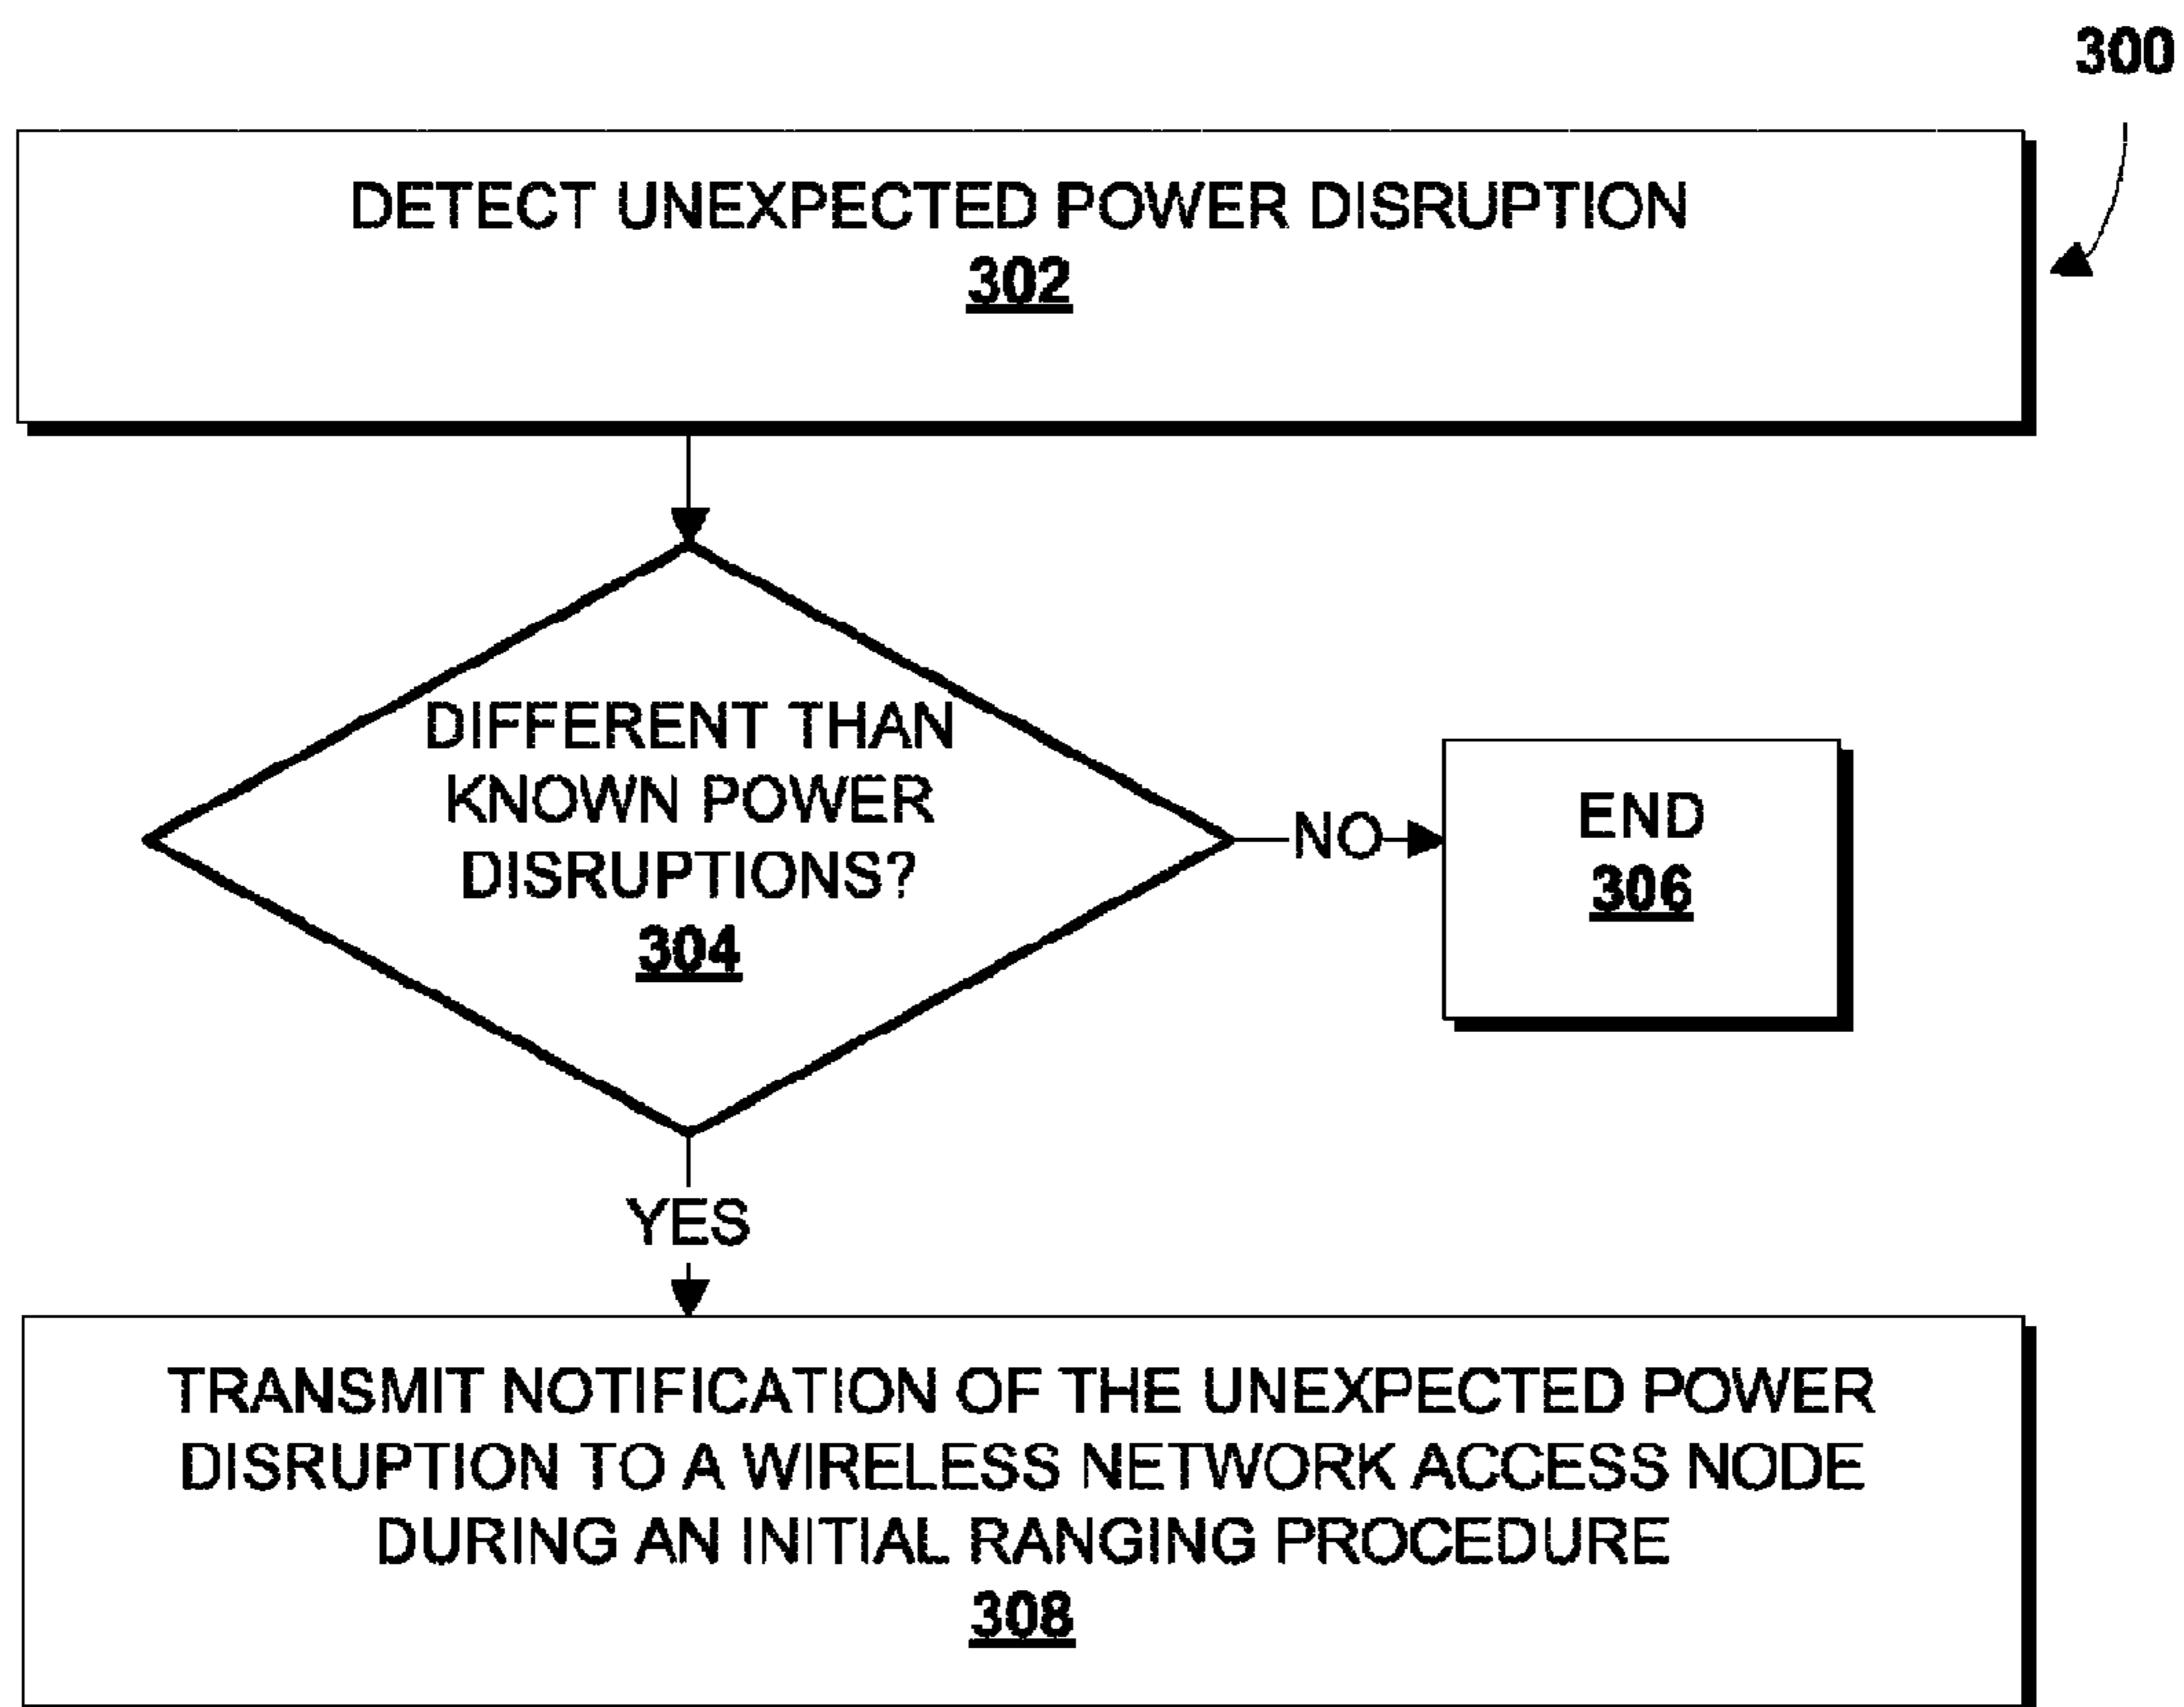 300
DETECT UNEXPECTED POWER DISRUPTION
302
DIFFERENT THAN
KNOWN POWER
DISRUPTIONS?
304
NO
END
306
YES
TRANSMIT NOTIFICATION OF THE UNEXPECTED POWER
DISRUPTION TO A WIRELESS NETWORK ACCESS NODE
DURING AN INITIAL RANGING PROCEDURE
308